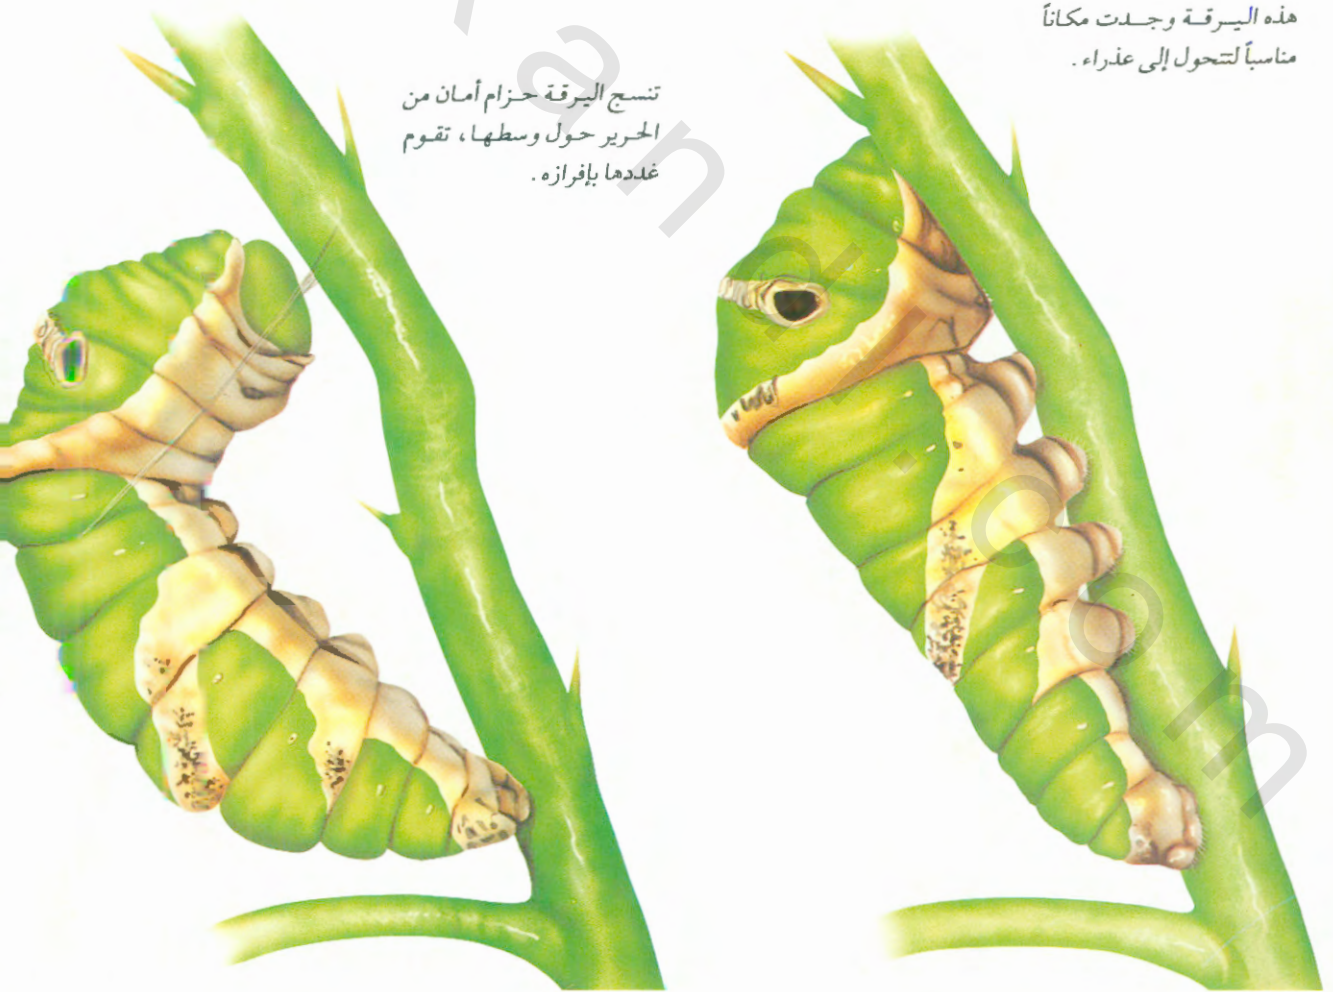 هذه اليرقة وجدت مكاناً
مناسباً لتتحول إلى عذراء .
تنسج اليرقة حزام أمان من
الحرير حول وسطها، تقوم
غددها بإفرازه .